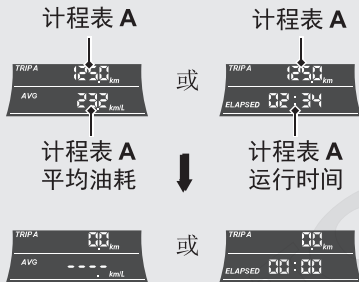 计程表 A
计程表 A
TRIP A
125.0 km
AVG
23.2 km/L
或
TRIP A
125.0 km
ELAPSED 02:34
计程表 A
平均油耗
计程表 A
运行时间
TRIP A
0.0 km
AVG
----.- km/L
或
TRIP A
0.0 km
ELAPSED 00:00